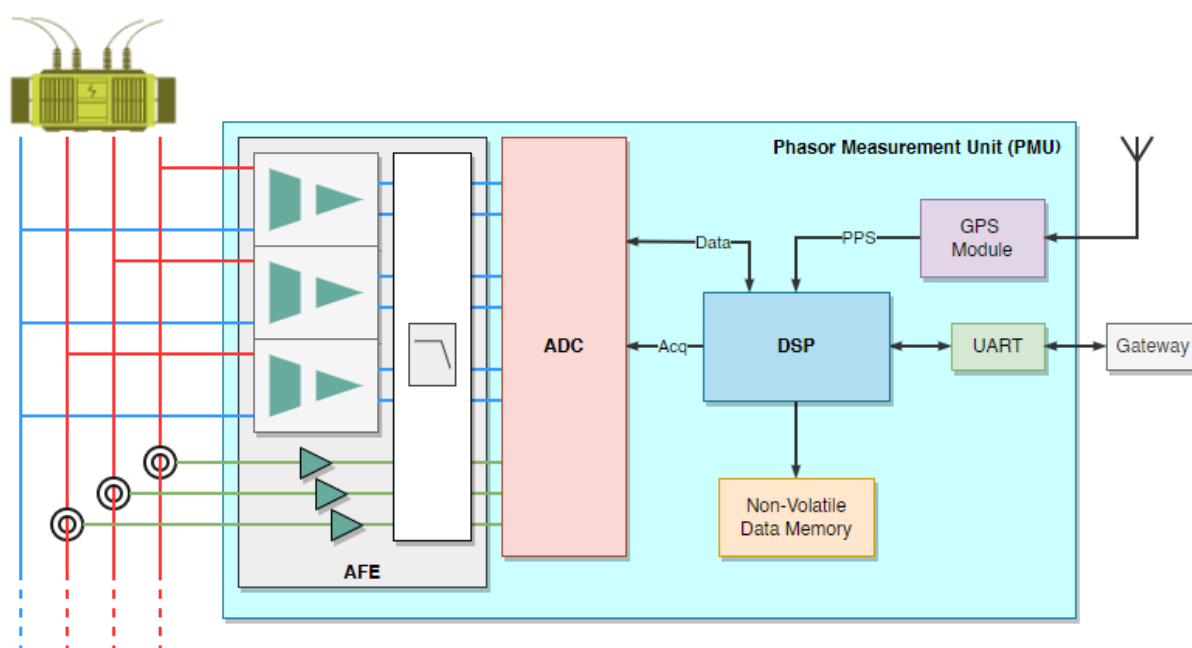 Phasor Measurement Unit (PMU)
GPS
Module
PPS
Data
ADC
Acq
DSP
UART
Gateway
Non-Volatile
Data Memory
AFE